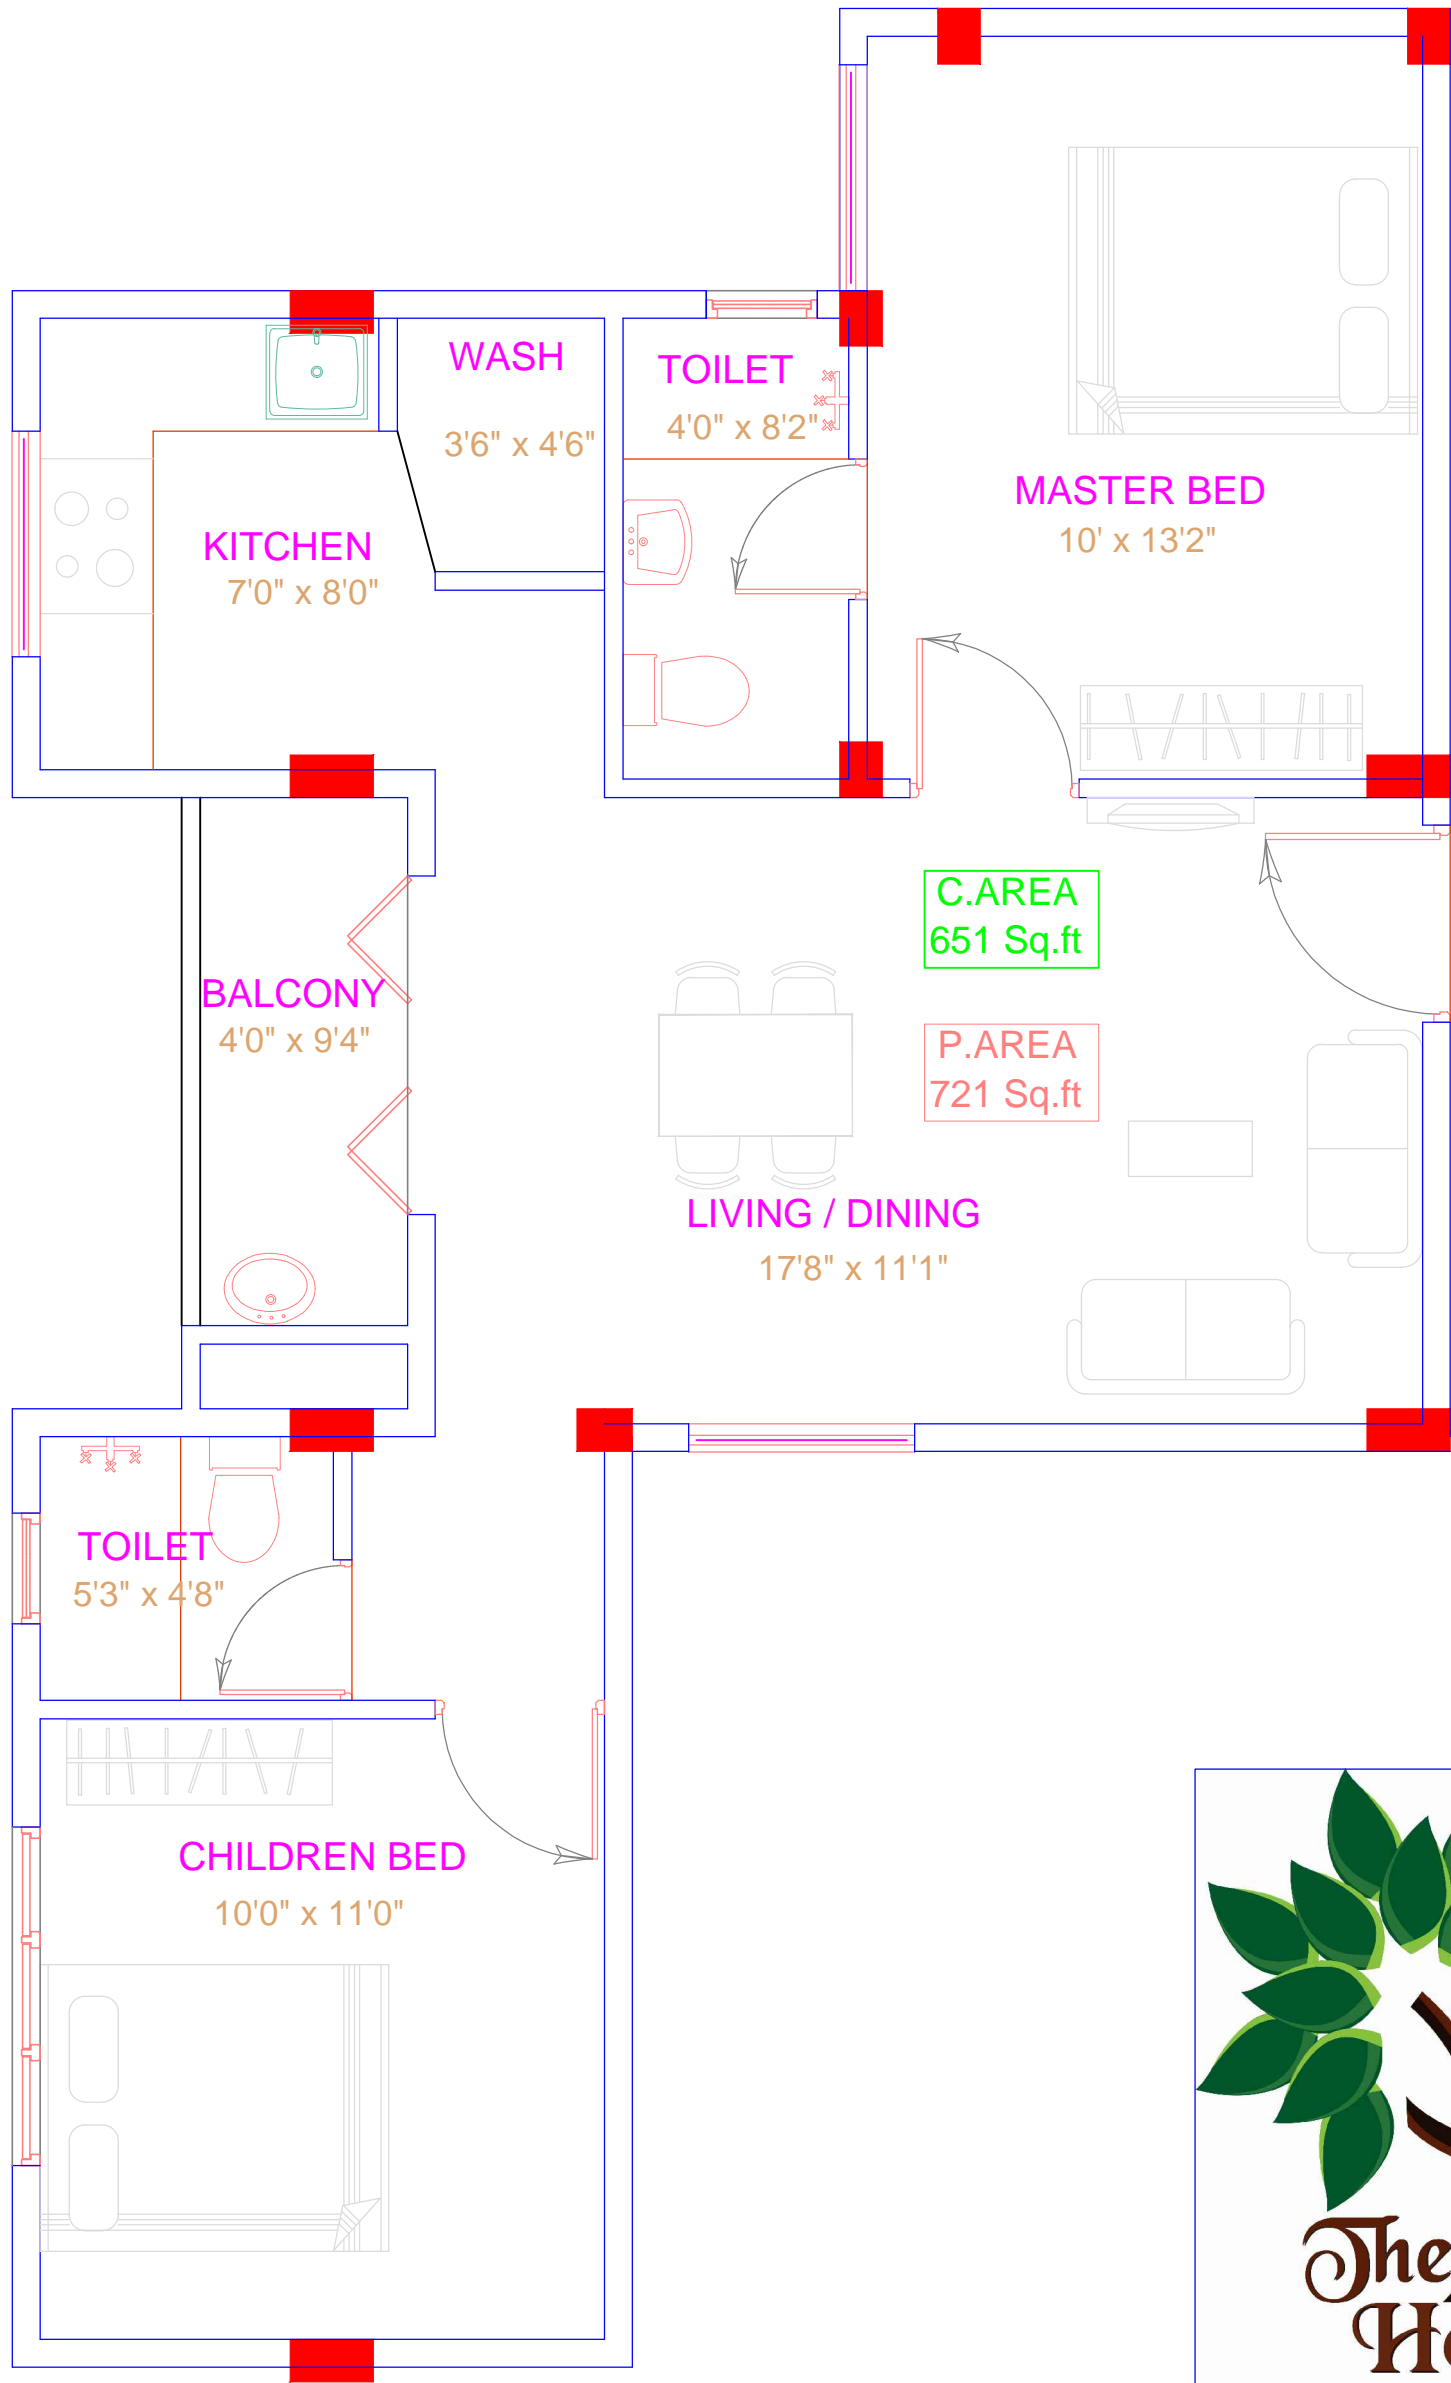 WASH
3'6" x 4'6"
TOILET
4'0" x 8'2"
MASTER BED
10' x 13'2"
KITCHEN
7'0" x 8'0"
C.AREA
651 Sq.ft
BALCONY
4'0" x 9'4"
P.AREA
721 Sq.ft
LIVING / DINING
17'8" x 11'1"
TOILET
5'3" x 4'8"
CHILDREN BED
10'0" x 11'0"
The